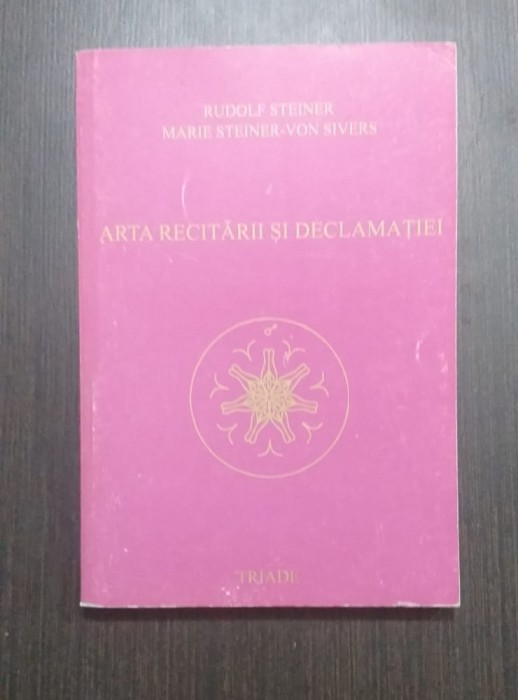 RUDOLF STEINER
MARIE STEINER-VON SIVERS
ARTA RECITĂRII ȘI DECLAMAȚIEI
TRIADE